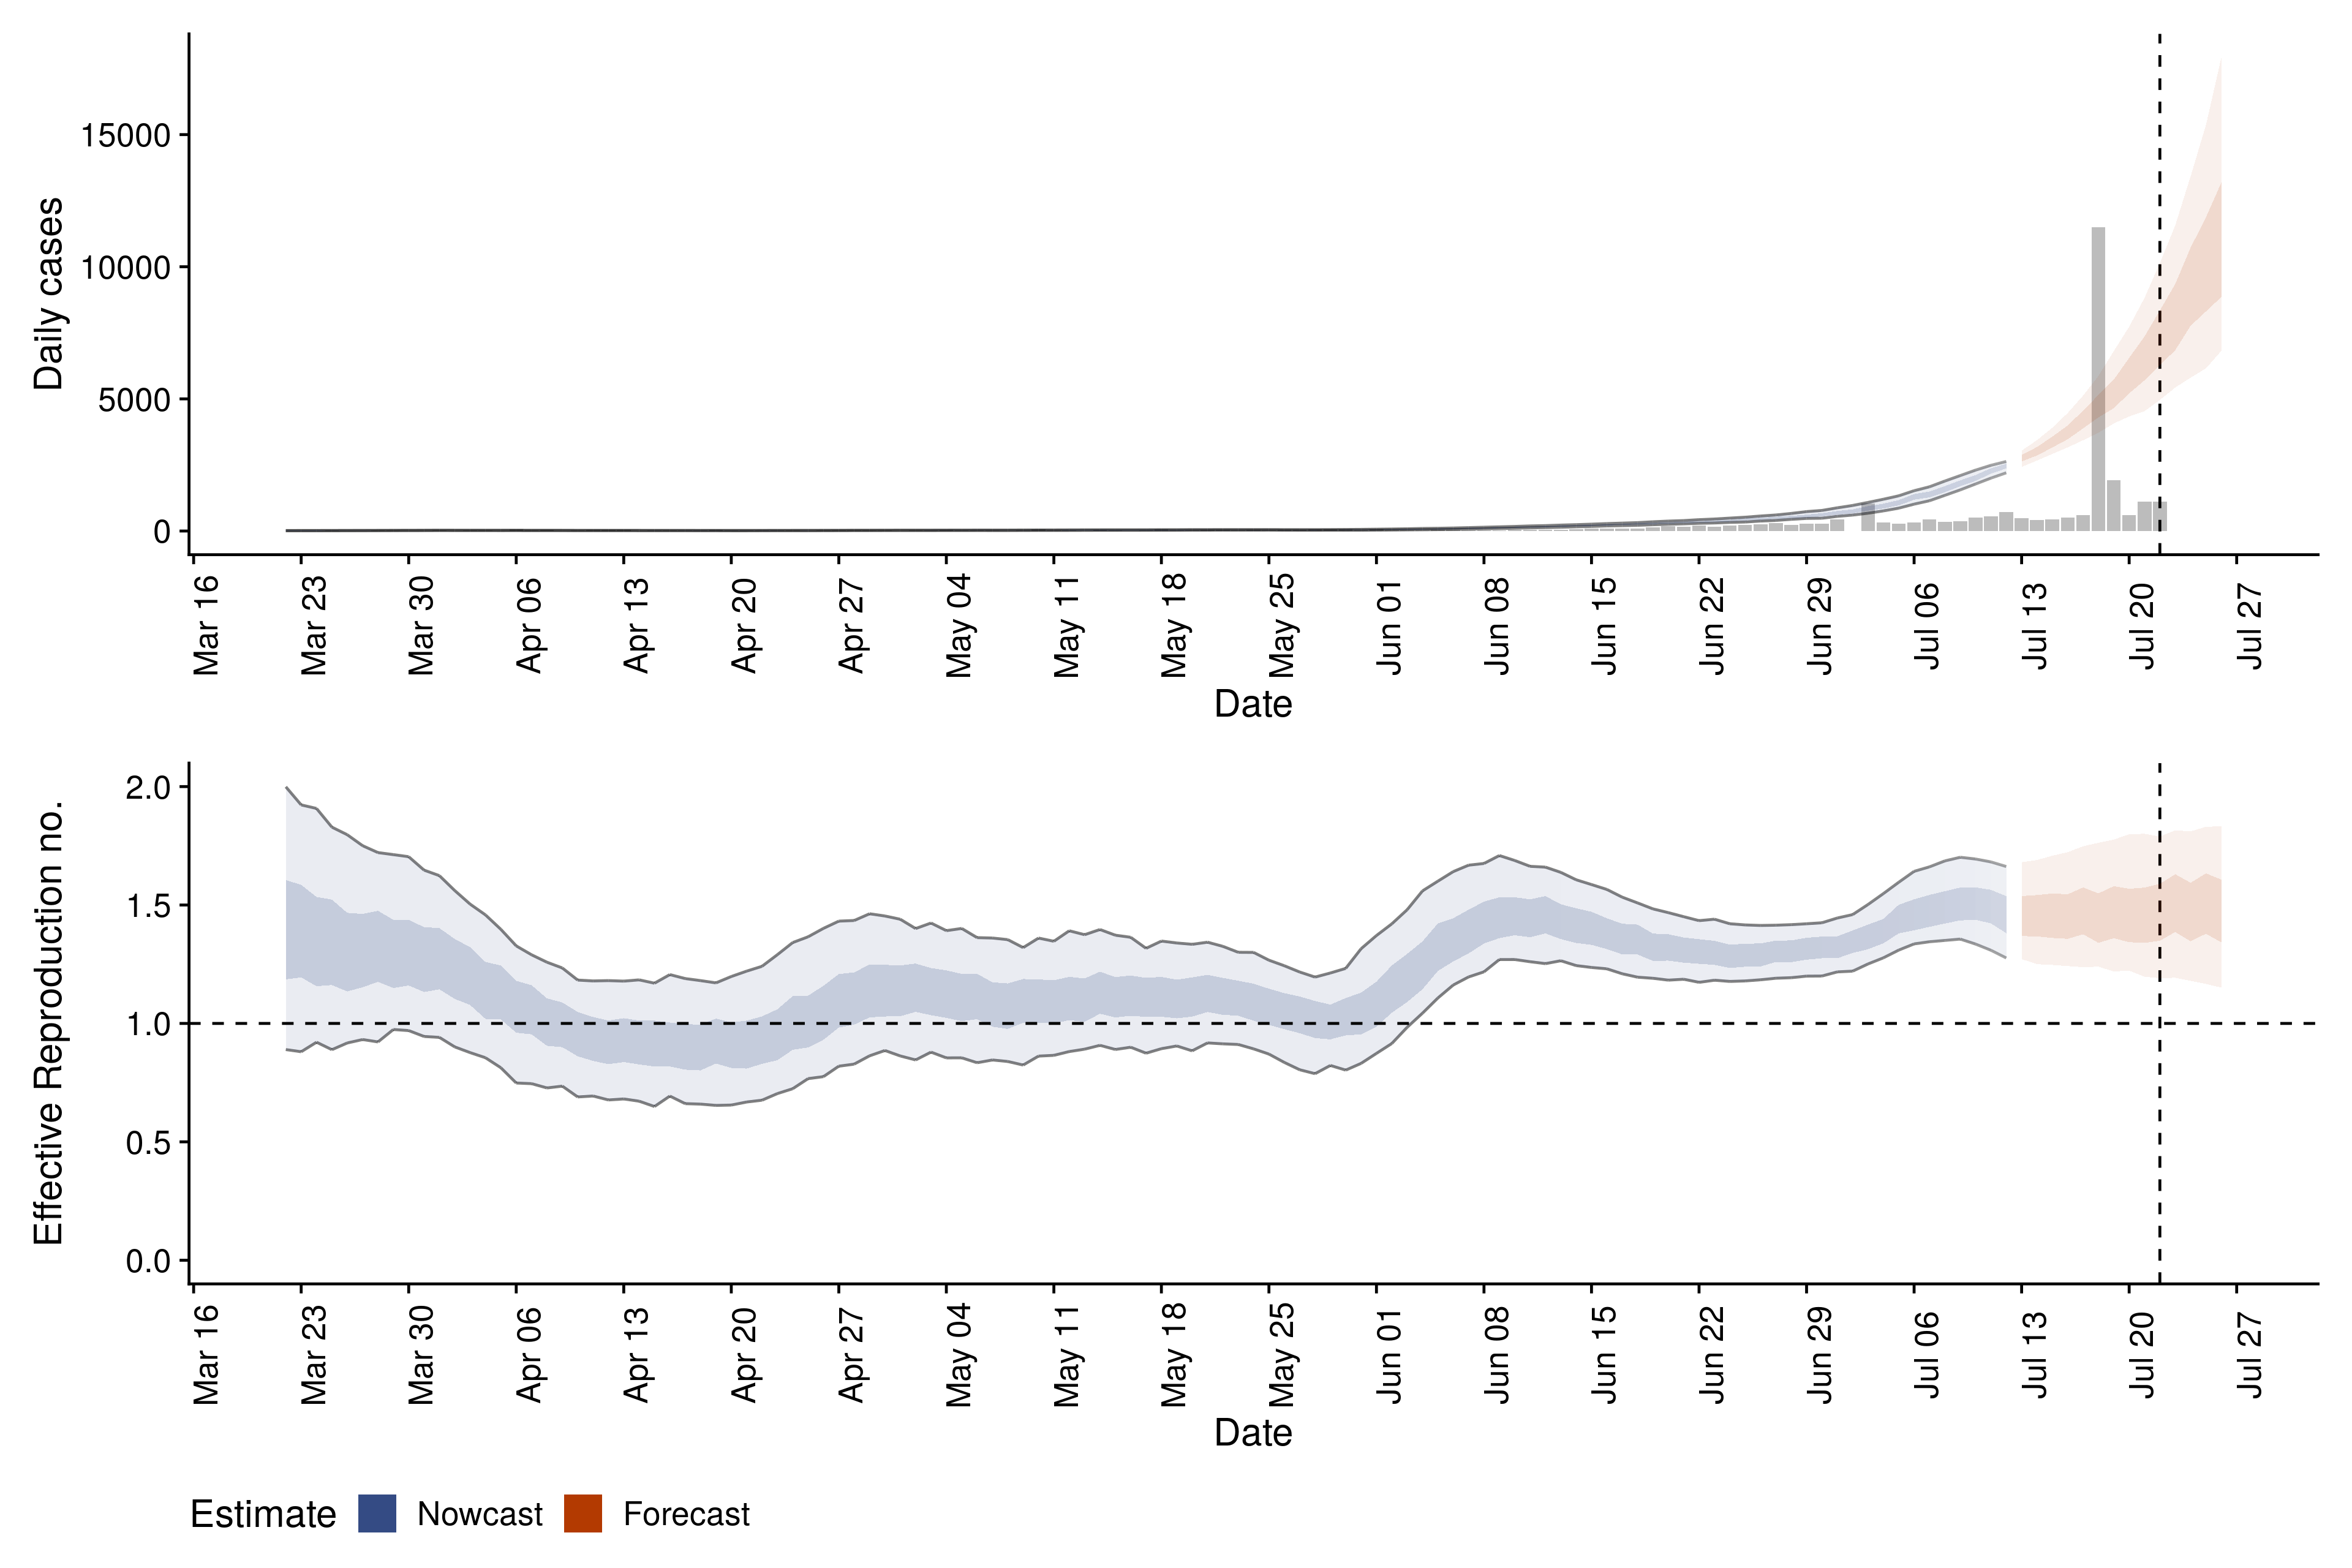 Daily cases
15000
10000
5000
0
Mar 16
Mar 23
Mar 30
Apr 06
Apr 13
Apr 20
Apr 27
May 04
May 11
May 18
May 25
Jun 01
Jun 08
Jun 15
Jun 22
Jun 29
Jul 06
Jul 13
Jul 20
Jul 27
Date
Effective Reproduction no.
2.0
1.5
1.0
0.5
0.0
Mar 16
Mar 23
Mar 30
Apr 06
Apr 13
Apr 20
Apr 27
May 04
May 11
May 18
May 25
Jun 01
Jun 08
Jun 15
Jun 22
Jun 29
Jul 06
Jul 13
Jul 20
Jul 27
Date
Estimate Nowcast Forecast